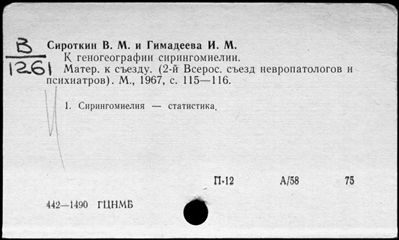 В
1261
Сироткин В. М. и Гимадеева И. М.
К геногеографии сирингомиелии.
Матер. к съезду. (2-й Всерос. съезд невропатологов и
психиатров). М., 1967, с. 115—116.
1. Сирингомиелия — статистика.
П-12 А/58 75
442—1490 ГЦНМБ